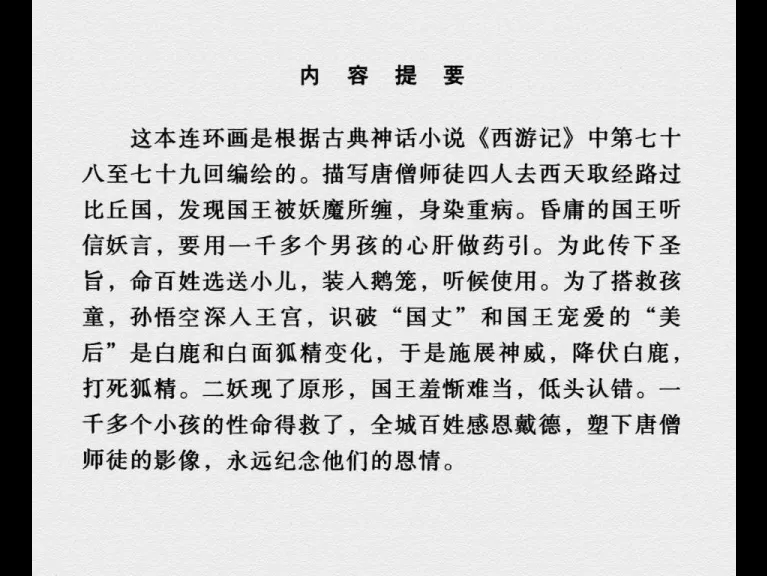 内容提要
这本连环画是根据古典神话小说《西游记》中第七十
八至七十九回编绘的。描写唐僧师徒四人去西天取经路过
比丘国，发现国王被妖魔所缠，身染重病。昏庸的国王听
信妖言，要用一千多个男孩的心肝做药引。为此传下圣
旨，命百姓选送小儿，装入鹅笼，听候使用。为了搭救孩
童，孙悟空深入王宫，识破“国丈”和国王宠爱的“美
后”是白鹿和白面狐精变化，于是施展神威，降伏白鹿，
打死狐精。二妖现了原形，国王羞惭难当，低头认错。一
千多个小孩的性命得救了，全城百姓感恩戴德，塑下唐僧
师徒的影像，永远纪念他们的恩情。